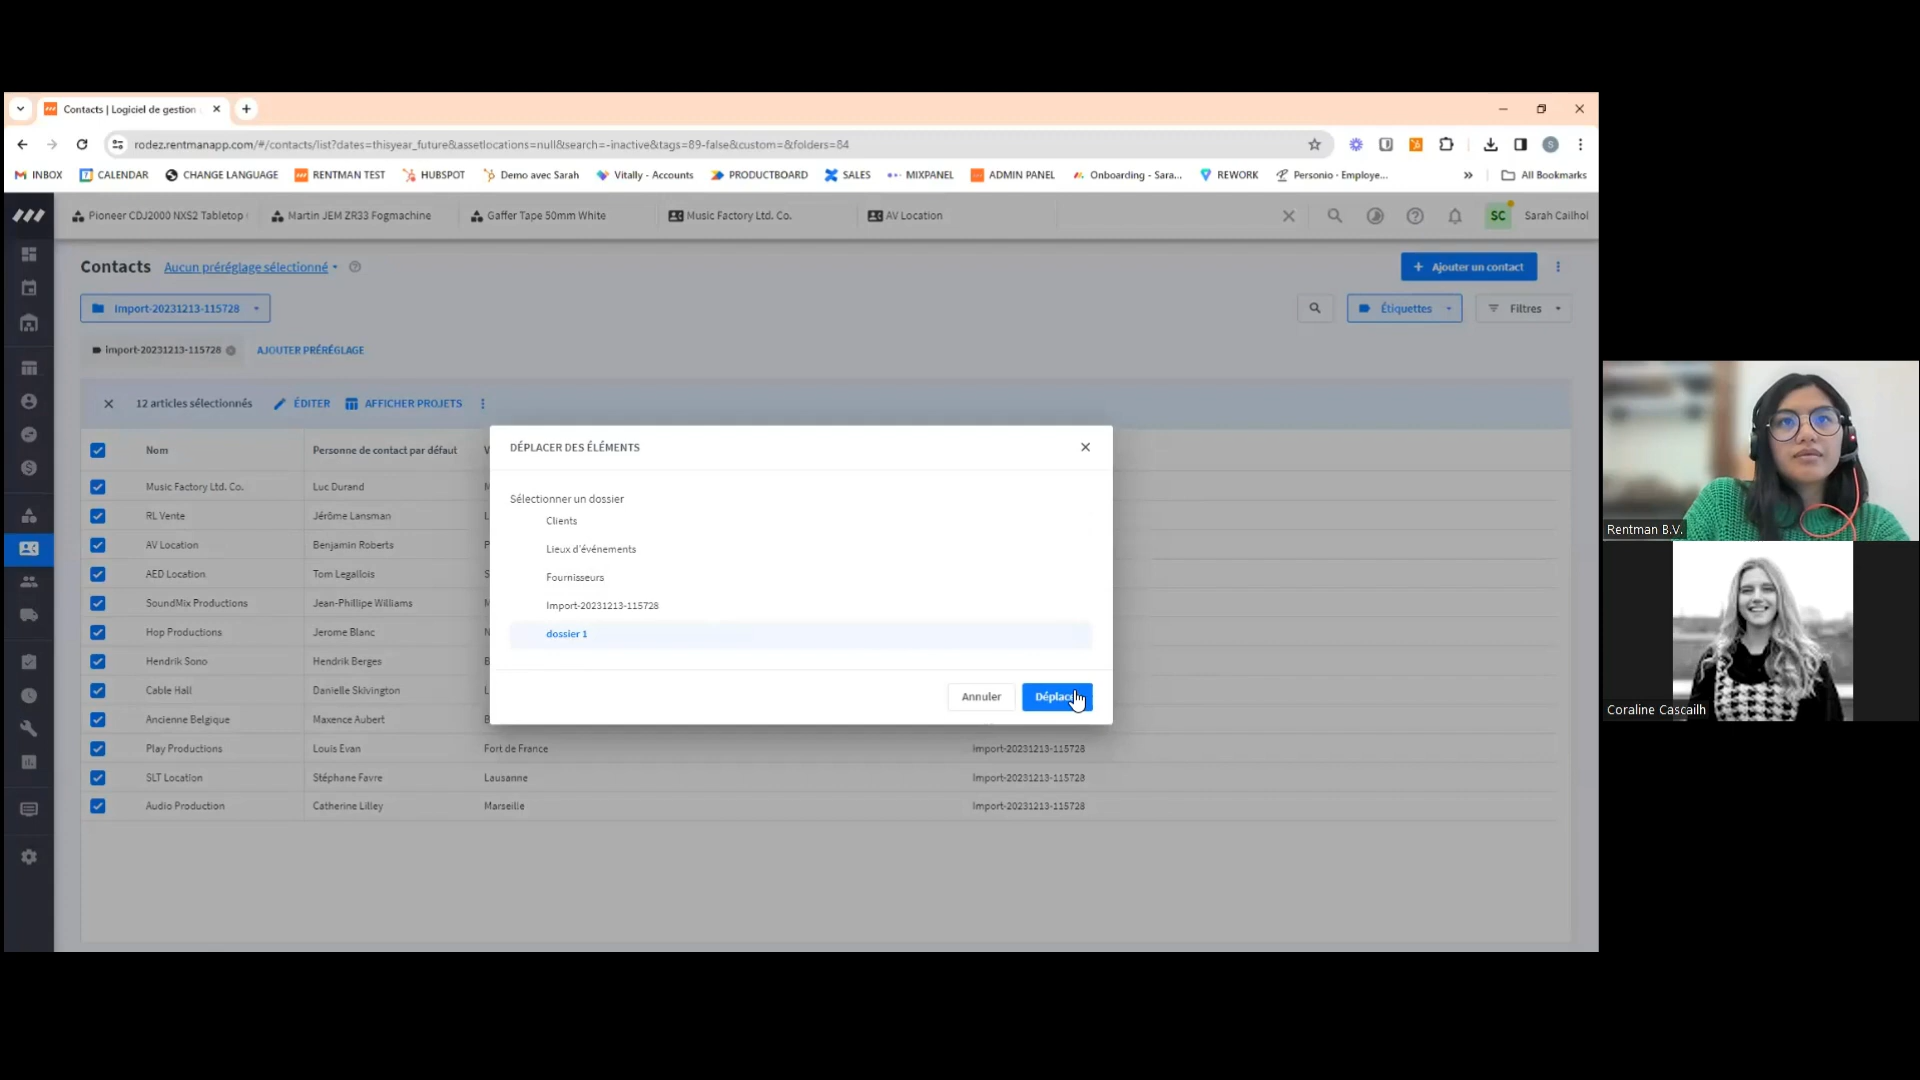 Contacts | Logiciel de gestion
rodez.rentmanapp.com/#/contacts/list?dates=thisyear_future&assetlocations=null&search=-inactive&tags=89-false&custom=&folders=84
INBOX CALENDAR CHANGE LANGUAGE RENTMAN TEST HUBSPOT Demo avec Sarah Vitally - Accounts PRODUCTBOARD SALES MIXPANEL ADMIN PANEL Onboarding - Sara... REWORK Personio - Employe... » All Bookmarks
Pioneer CDJ2000 NXS2 Tabletop Martin JEM ZR33 Fogmachine Gaffer Tape 50mm White Music Factory Ltd. Co. AV Location SC Sarah Cailhol
Contacts Aucun préréglage sélectionné + Ajouter un contact
Import-20231213-115728 Étiquettes Filtres
import-20231213-115728 AJOUTER PRÉRÉGLAGE
12 articles sélectionnés ÉDITER AFFICHER PROJETS
DÉPLACER DES ÉLÉMENTS
Nom Personne de contact par défaut V
Music Factory Ltd. Co. Luc Durand
Sélectionner un dossier
RL Vente Jérôme Lansman L
Clients
AV Location Benjamin Roberts P
Lieux d'événements
AED Location Tom Legallois S
Fournisseurs
SoundMix Productions Jean-Phillipe Williams
Import-20231213-115728
Hop Productions Jerome Blanc N
dossier 1
Hendrik Sono Hendrik Berges B
Cable Hall Danielle Skivington L
Annuler
Ancienne Belgique Maxence Aubert B
Play Productions Louis Evan Fort de France Import-20231213-115728
SLT Location Stéphane Favre Lausanne Import-20231213-115728
Audio Production Catherine Lilley Marseille Import-20231213-115728
Rentman B.V.
Coraline Cascailh